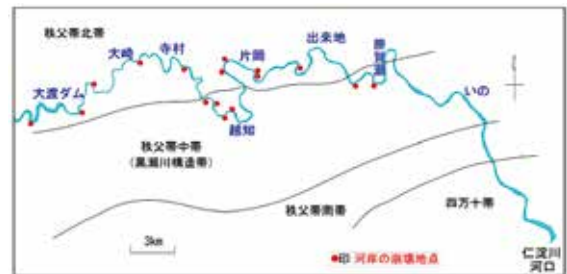 秩父帯北帯
大渡ダム
大崎
寺村
片岡
出来地
勝賀瀬
いの
越知
秩父帯中帯
(黒瀬川構造帯)
秩父帯南帯
四万十帯
3km
●印 河岸の崩壊地点
仁淀川
河口